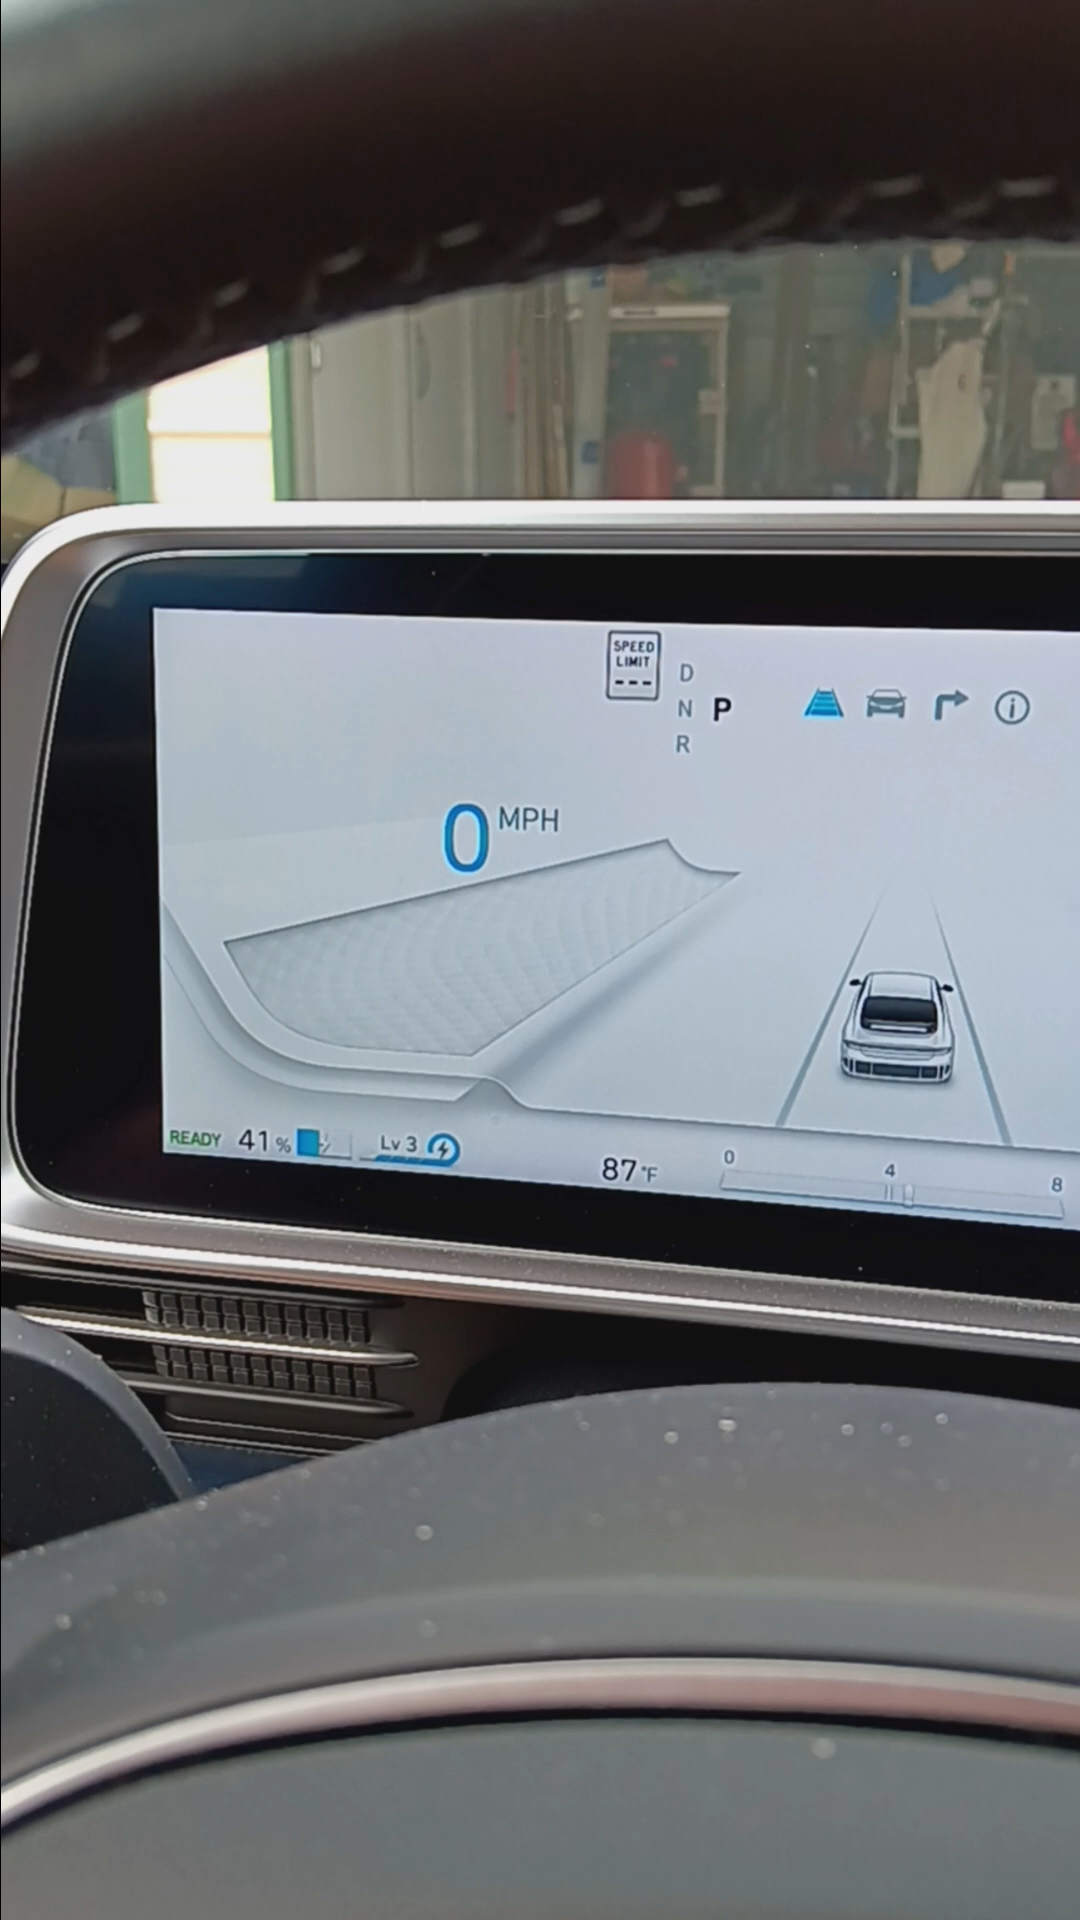 SPEED
LIMIT
---
D
N P
R
0 MPH
READY 41% Lv 3
87°F
0 4 8